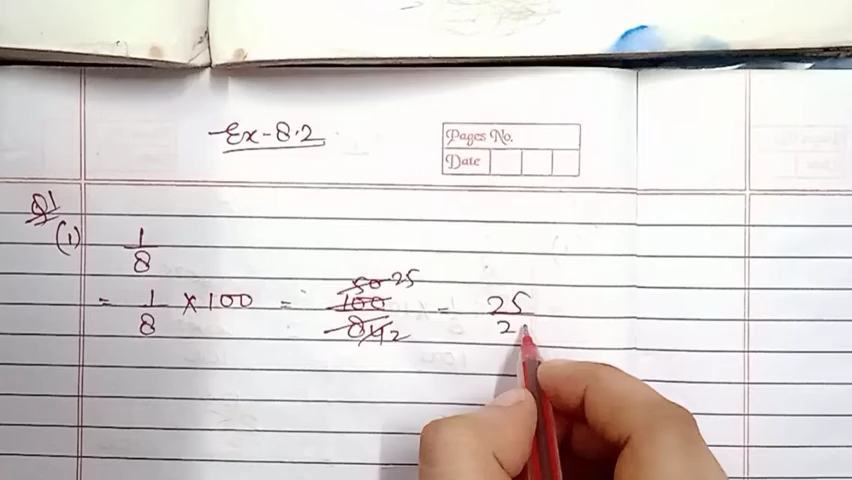 Ex-8.2
Pages No.
Date
Q1
(1) 1/8
= 1/8 × 100 = 100/8 50 25 4 2 = 25/2